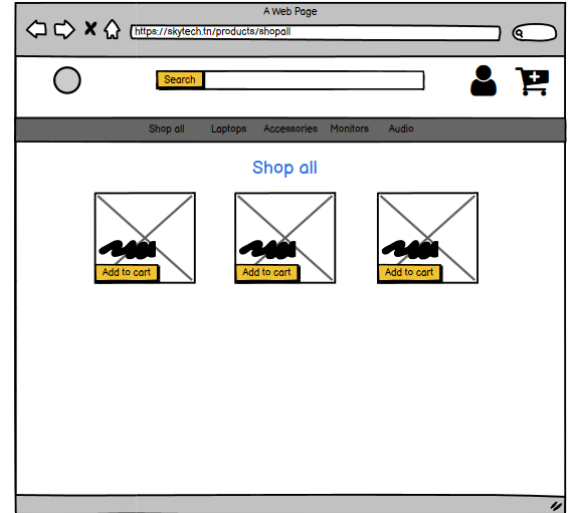 A Web Page
https://skytech.tn/products/shopall
Search
Shop all Laptops Accessories Monitors Audio
Shop all
Add to cart Add to cart Add to cart